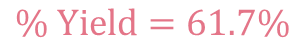 % Yield = 61.7%